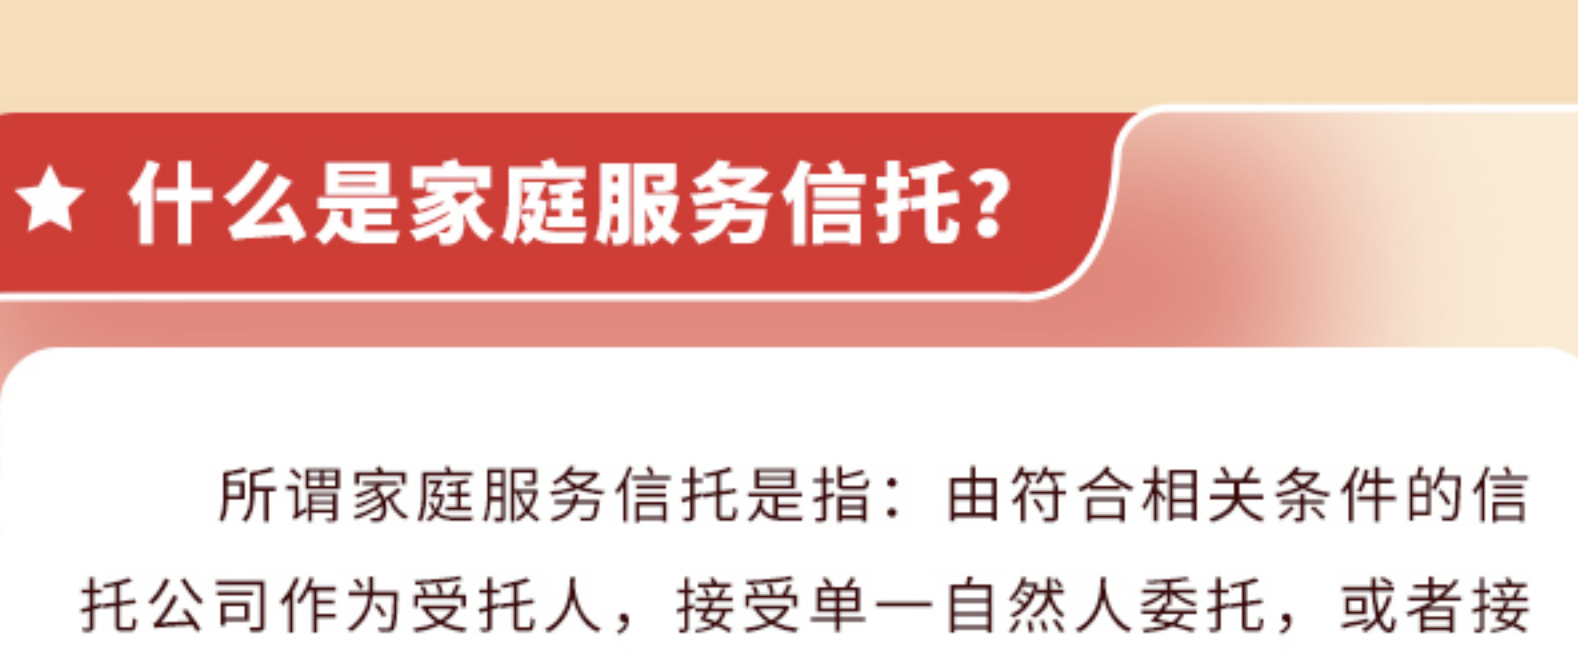 什么是家庭服务信托？
所谓家庭服务信托是指：由符合相关条件的信
托公司作为受托人，接受单一自然人委托，或者接